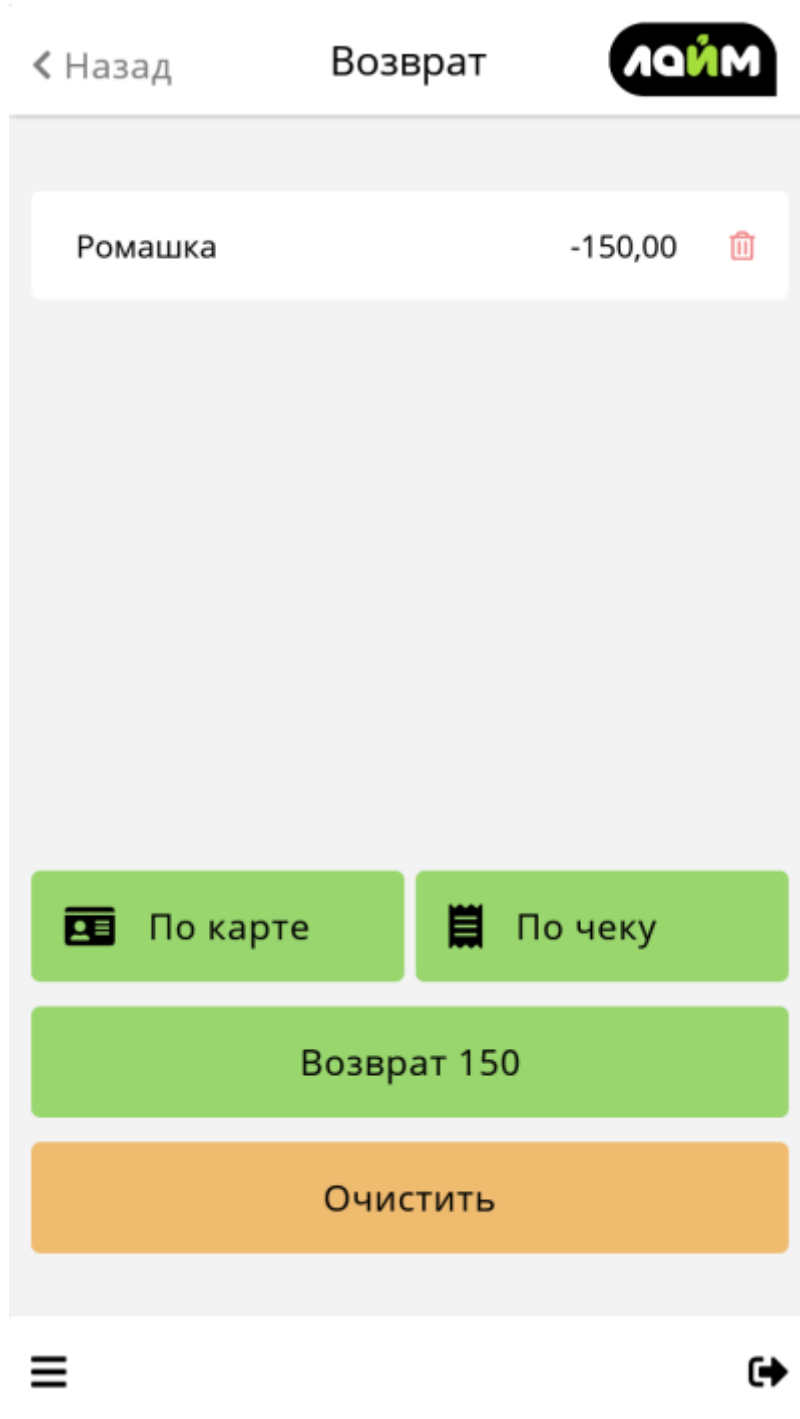 Назад
Возврат
лайм
Ромашка
-150,00
По карте
По чеку
Возврат 150
Очистить